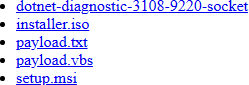 dotnet-diagnostic-3108-9220-socket
installer.iso
payload.txt
payload.vbs
setup.msi